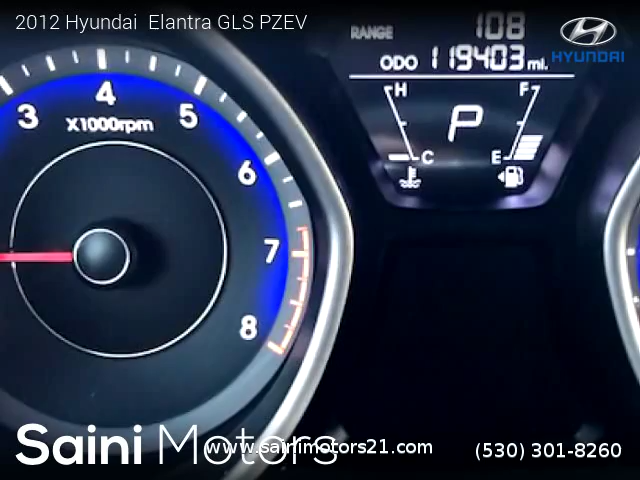 2012 Hyundai Elantra GLS PZEV
HYUNDAI
RANGE 108
ODO 119403 mi.
H F
P
C E
3 4 5 6 7 8
X1000rpm
Saini Motors
www.sainimotors21.com
(530) 301-8260